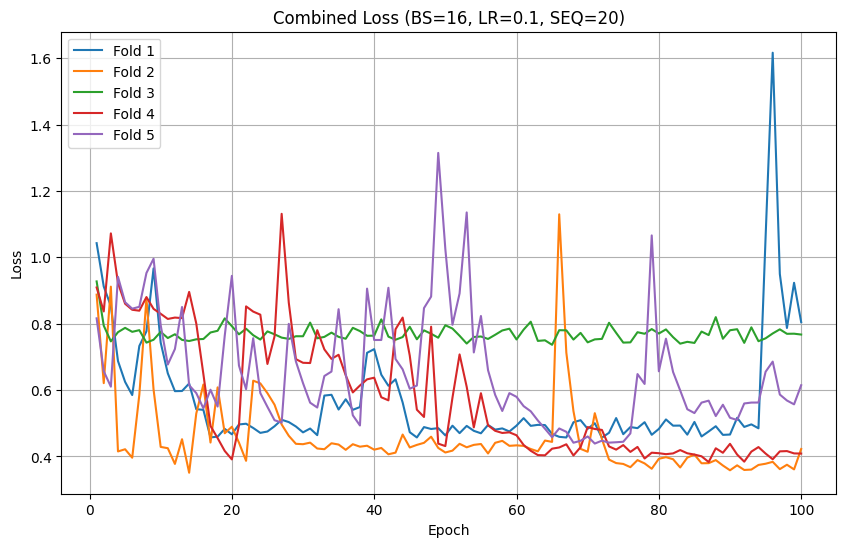 Combined Loss (BS=16, LR=0.1, SEQ=20)
Fold 1
Fold 2
Fold 3
Fold 4
Fold 5
Loss
1.6
1.4
1.2
1.0
0.8
0.6
0.4
0 20 40 60 80 100
Epoch